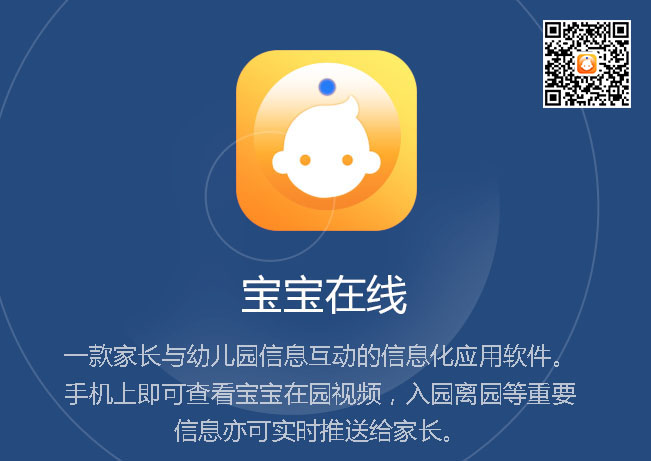 宝宝在线
一款家长与幼儿园信息互动的信息化应用软件。
手机上即可查看宝宝在园视频，入园离园等重要
信息亦可实时推送给家长。